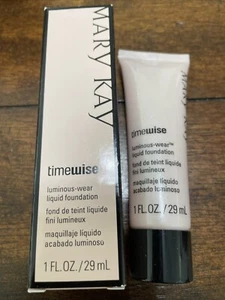 MARY KAY
timewise
luminous-wear
liquid foundation
fond de teint liquide
fini lumineux
maquillaje líquido
acabado luminoso
1 FL.OZ./29 mL
timewise
luminous-wear™
liquid foundation
fond de teint liquide
fini lumineux
maquillaje líquido
acabado luminoso
1 FL.OZ./29 mL